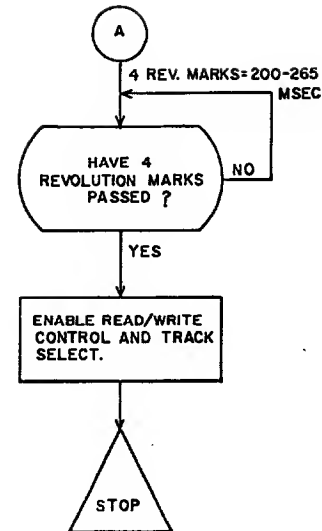 A
4 REV. MARKS=200-265
MSEC
HAVE 4
REVOLUTION MARKS
PASSED ?
NO
YES
ENABLE READ/WRITE
CONTROL AND TRACK
SELECT.
STOP